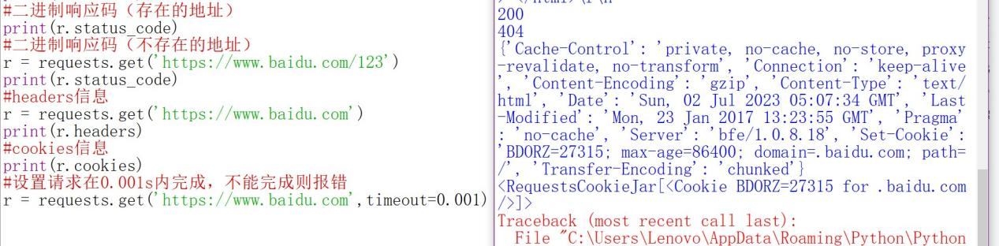 #二进制响应码（存在的地址）
print(r.status_code)
#二进制响应码（不存在的地址）
r = requests.get('https://www.baidu.com/123')
print(r.status_code)
#headers信息
r = requests.get('https://www.baidu.com')
print(r.headers)
#cookies信息
print(r.cookies)
#设置请求在0.001s内完成，不能完成则报错
r = requests.get('https://www.baidu.com',timeout=0.001)
200
404
{'Cache-Control': 'private, no-cache, no-store, proxy
-revalidate, no-transform', 'Connection': 'keep-alive
', 'Content-Encoding': 'gzip', 'Content-Type': 'text/
html', 'Date': 'Sun, 02 Jul 2023 05:07:34 GMT', 'Last
-Modified': 'Mon, 23 Jan 2017 13:23:55 GMT', 'Pragma'
: 'no-cache', 'Server': 'bfe/1.0.8.18', 'Set-Cookie':
'BDORZ=27315; max-age=86400; domain=.baidu.com; path=
/', 'Transfer-Encoding': 'chunked'}
<RequestsCookieJar[<Cookie BDORZ=27315 for .baidu.com
/>]>
Traceback (most recent call last):
  File "C:\Users\Lenovo\AppData\Roaming\Python\Python